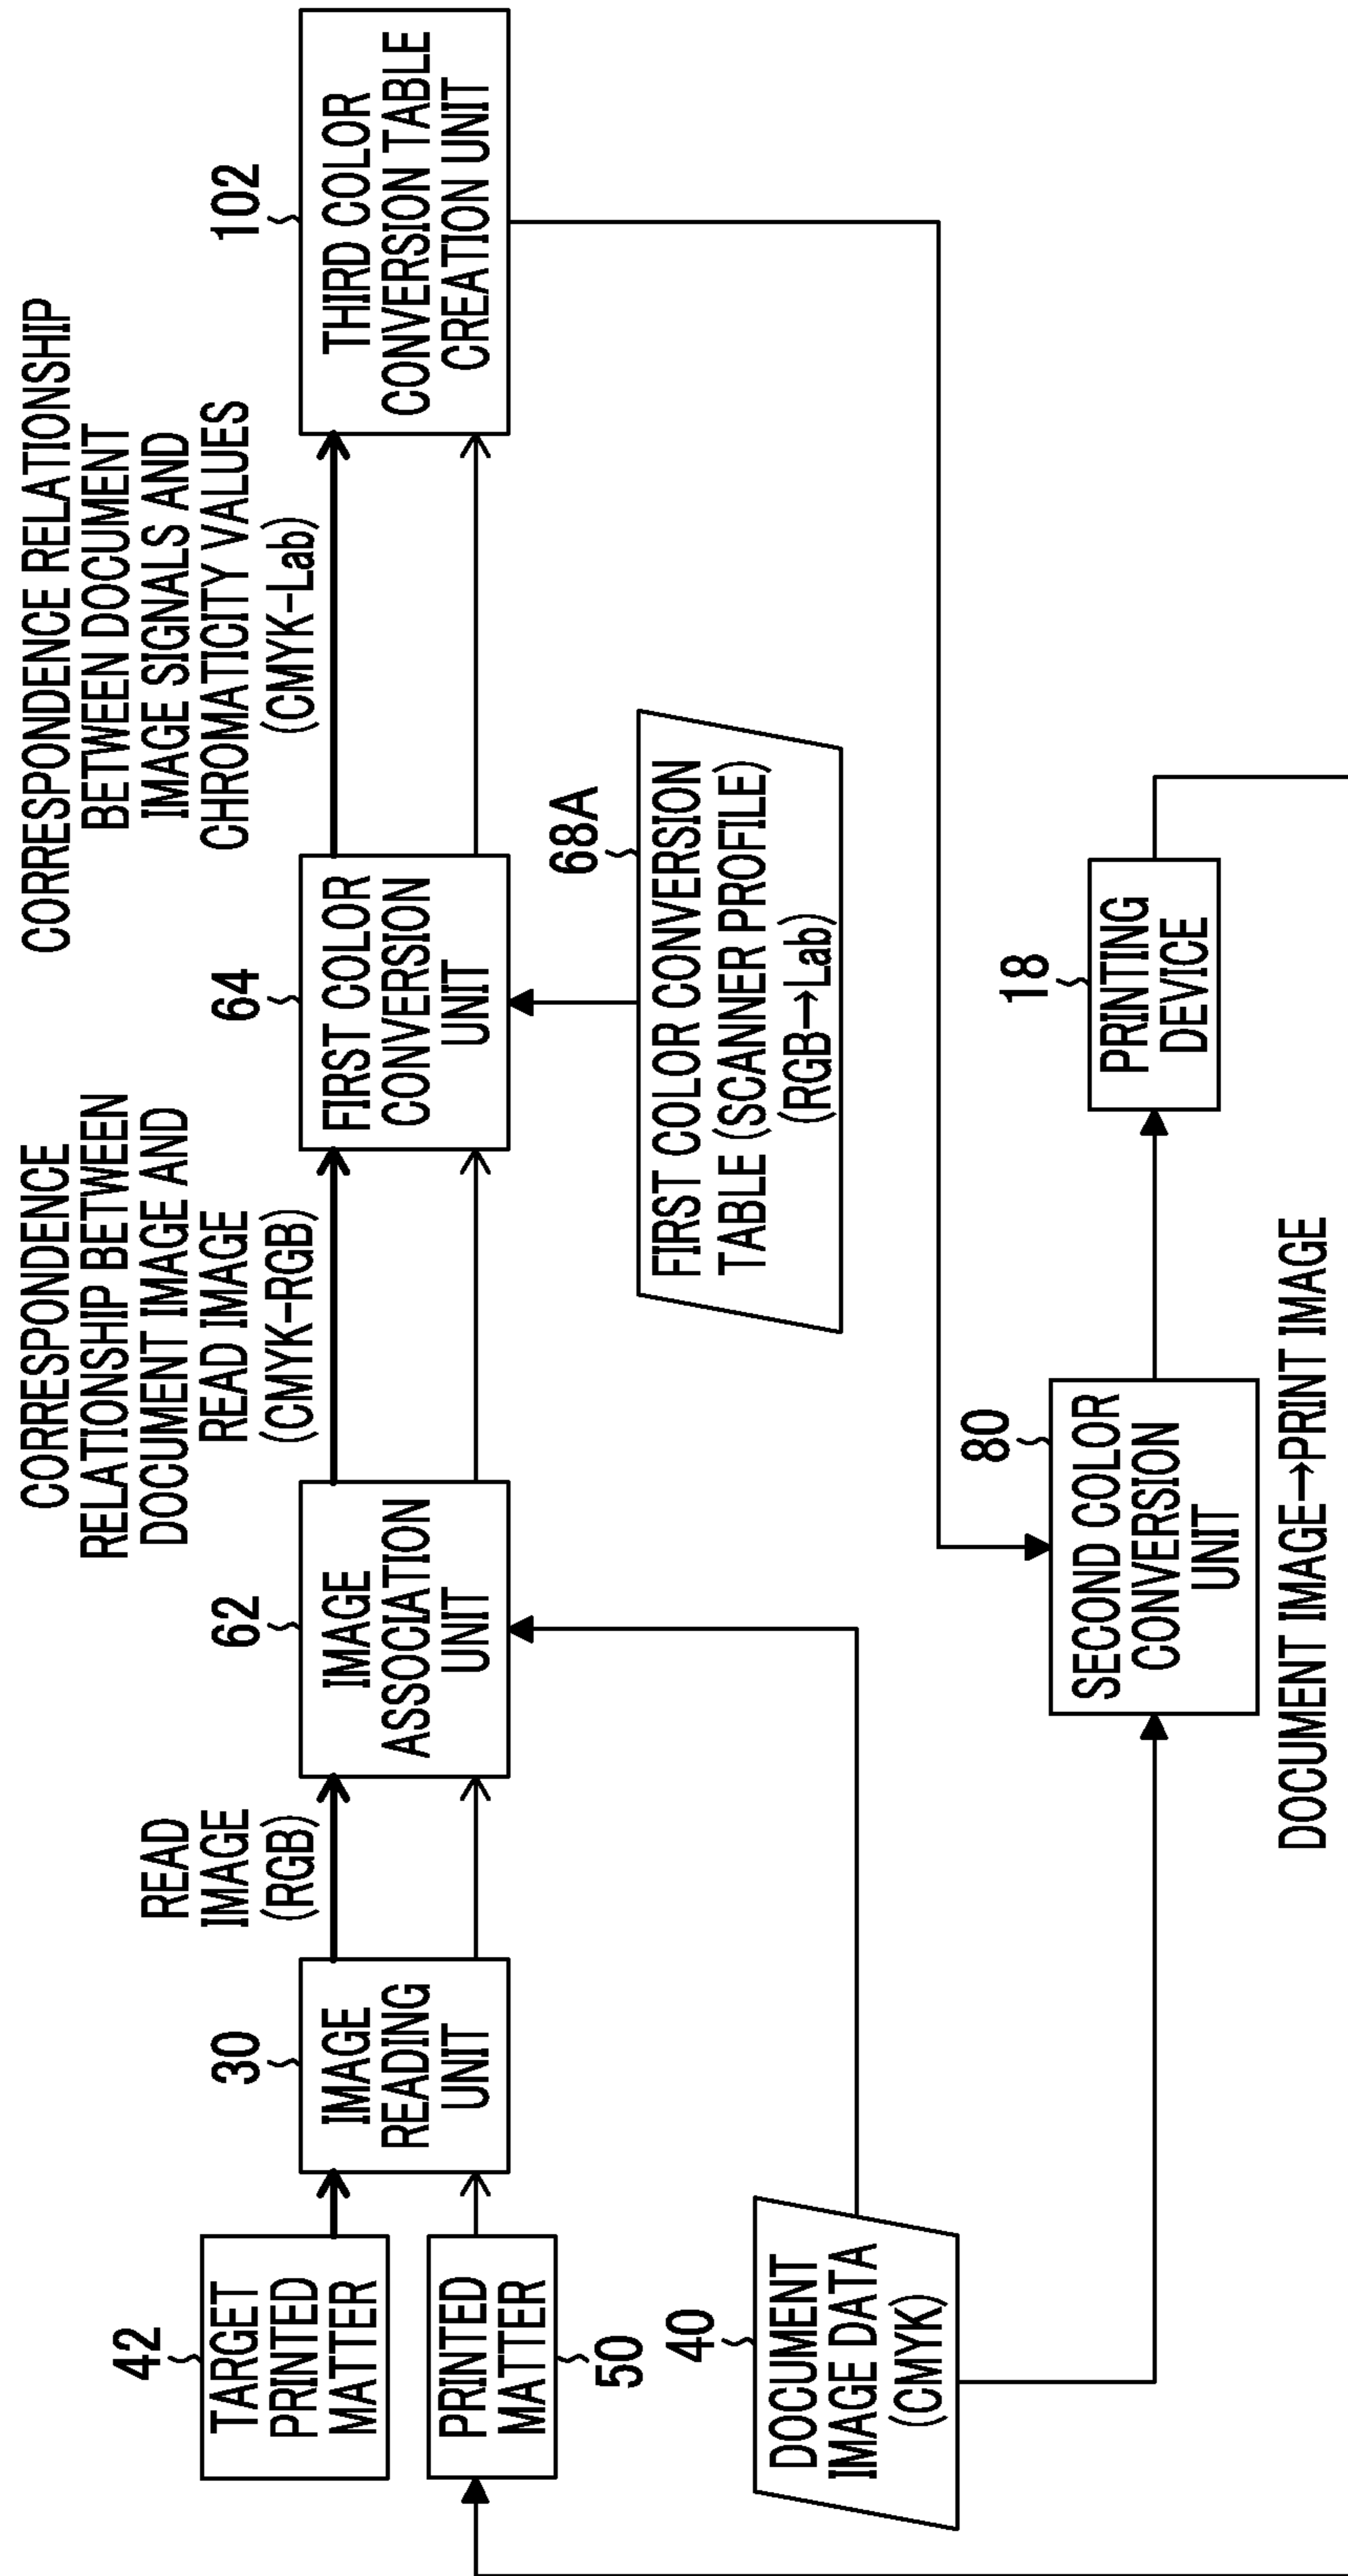 CORRESPONDENCE RELATIONSHIP
BETWEEN DOCUMENT
IMAGE SIGNALS AND
CHROMATICITY VALUES
(CMYK-Lab)
CORRESPONDENCE
RELATIONSHIP BETWEEN
DOCUMENT IMAGE AND
READ IMAGE
(CMYK-RGB)
READ
IMAGE
(RGB)
42
TARGET
PRINTED
MATTER
30
IMAGE
READING
UNIT
62
IMAGE
ASSOCIATION
UNIT
64
FIRST COLOR
CONVERSION
UNIT
102
THIRD COLOR
CONVERSION TABLE
CREATION UNIT
PRINTED
MATTER
50
40
DOCUMENT
IMAGE DATA
(CMYK)
68A
FIRST COLOR CONVERSION
TABLE (SCANNER PROFILE)
(RGB→Lab)
80
SECOND COLOR
CONVERSION
UNIT
18
PRINTING
DEVICE
DOCUMENT IMAGE→PRINT IMAGE